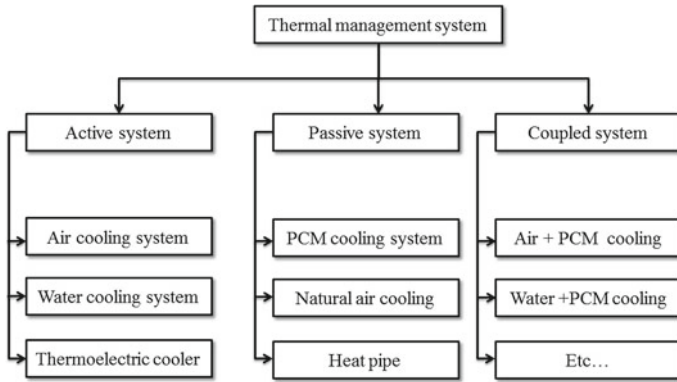 Thermal management system
Active system
Passive system
Coupled system
Air cooling system
PCM cooling system
Air + PCM cooling
Water cooling system
Natural air cooling
Water +PCM cooling
Thermoelectric cooler
Heat pipe
Etc…